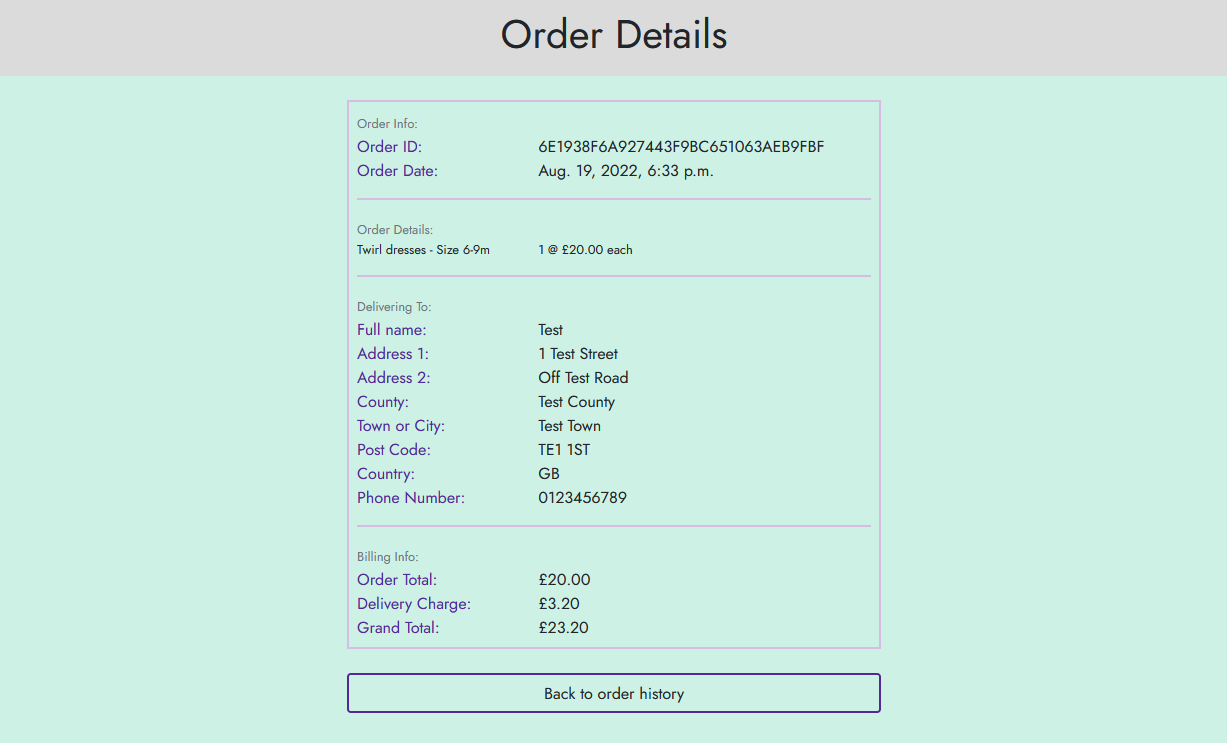 Order Details
Order Info:
Order ID: 6E1938F6A927443F9BC651063AEB9FBF
Order Date: Aug. 19, 2022, 6:33 p.m.
Order Details:
Twirl dresses - Size 6-9m 1 @ £20.00 each
Delivering To:
Full name: Test
Address 1: 1 Test Street
Address 2: Off Test Road
County: Test County
Town or City: Test Town
Post Code: TE1 1ST
Country: GB
Phone Number: 0123456789
Billing Info:
Order Total: £20.00
Delivery Charge: £3.20
Grand Total: £23.20
Back to order history